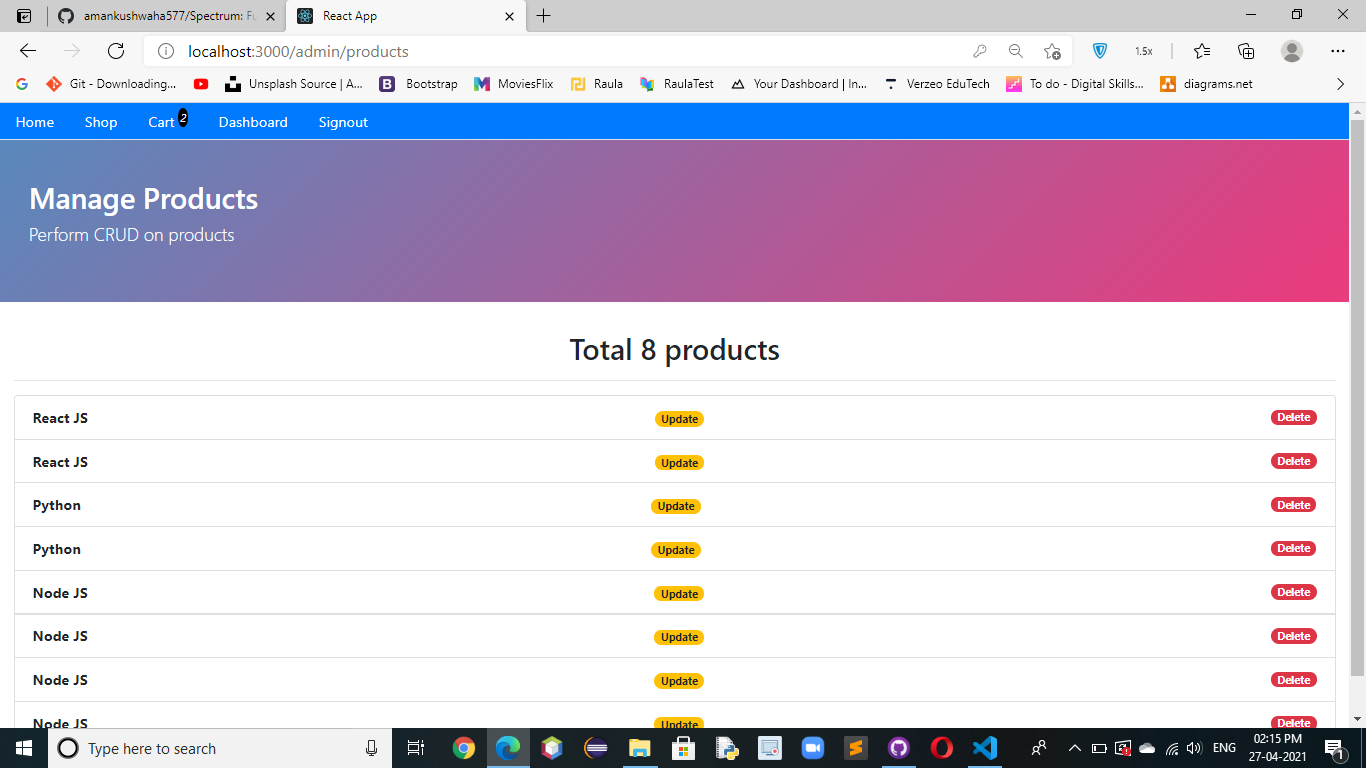 amankushwaha577/Spectrum: Fu
React App
localhost:3000/admin/products
1.5x
Git - Downloading...
Unsplash Source | A...
Bootstrap
MoviesFlix
Raula
RaulaTest
Your Dashboard | In...
Verzeo EduTech
To do - Digital Skills...
diagrams.net
Home Shop Cart 2 Dashboard Signout
Manage Products
Perform CRUD on products
Total 8 products
React JS Update Delete
React JS Update Delete
Python Update Delete
Python Update Delete
Node JS Update Delete
Node JS Update Delete
Node JS Update Delete
Node JS Update Delete
Type here to search
ENG
02:15 PM
27-04-2021
1